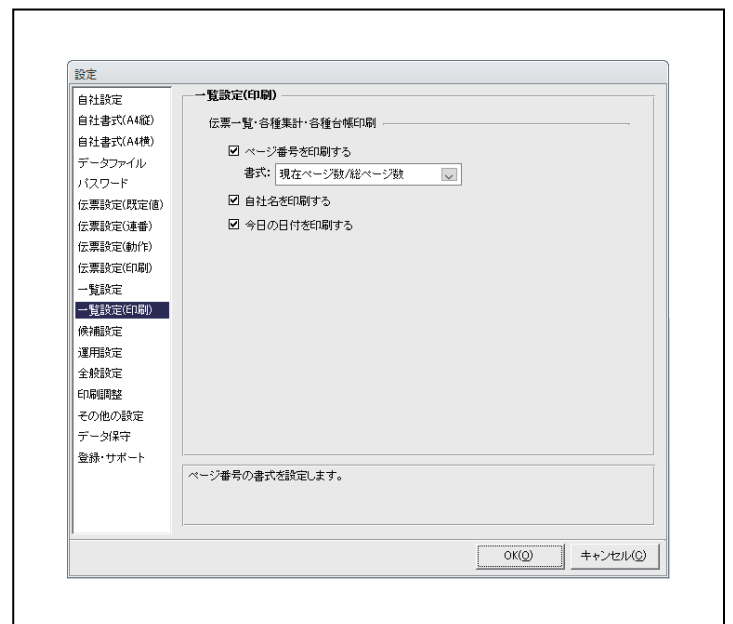 設定
自社設定
自社書式(A4縦)
自社書式(A4横)
データファイル
パスワード
伝票設定(既定値)
伝票設定(連番)
伝票設定(動作)
伝票設定(印刷)
一覧設定
一覧設定(印刷)
候補設定
運用設定
全般設定
印刷調整
その他の設定
データ保守
登録・サポート
一覧設定(印刷)
伝票一覧・各種集計・各種台帳印刷
ページ番号を印刷する
書式: 現在ページ数/総ページ数
自社名を印刷する
今日の日付を印刷する
ページ番号の書式を設定します。
OK(O) キャンセル(C)